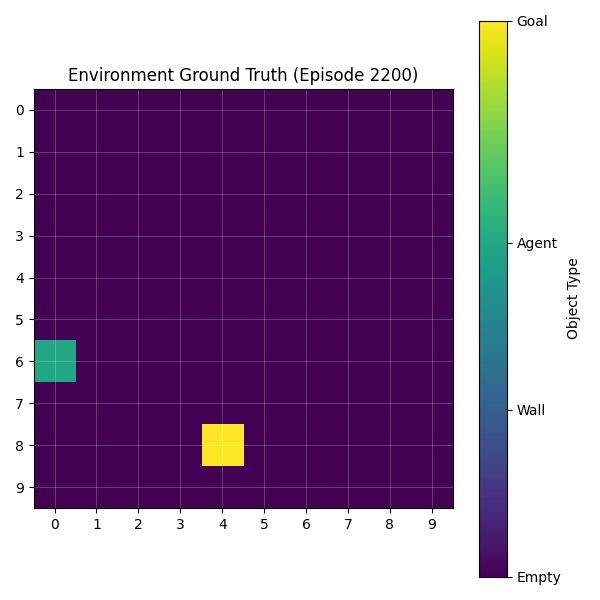 Environment Ground Truth (Episode 2200)
0
1
2
3
4
5
6
7
8
9
0 1 2 3 4 5 6 7 8 9
Goal
Agent
Wall
Empty
Object Type